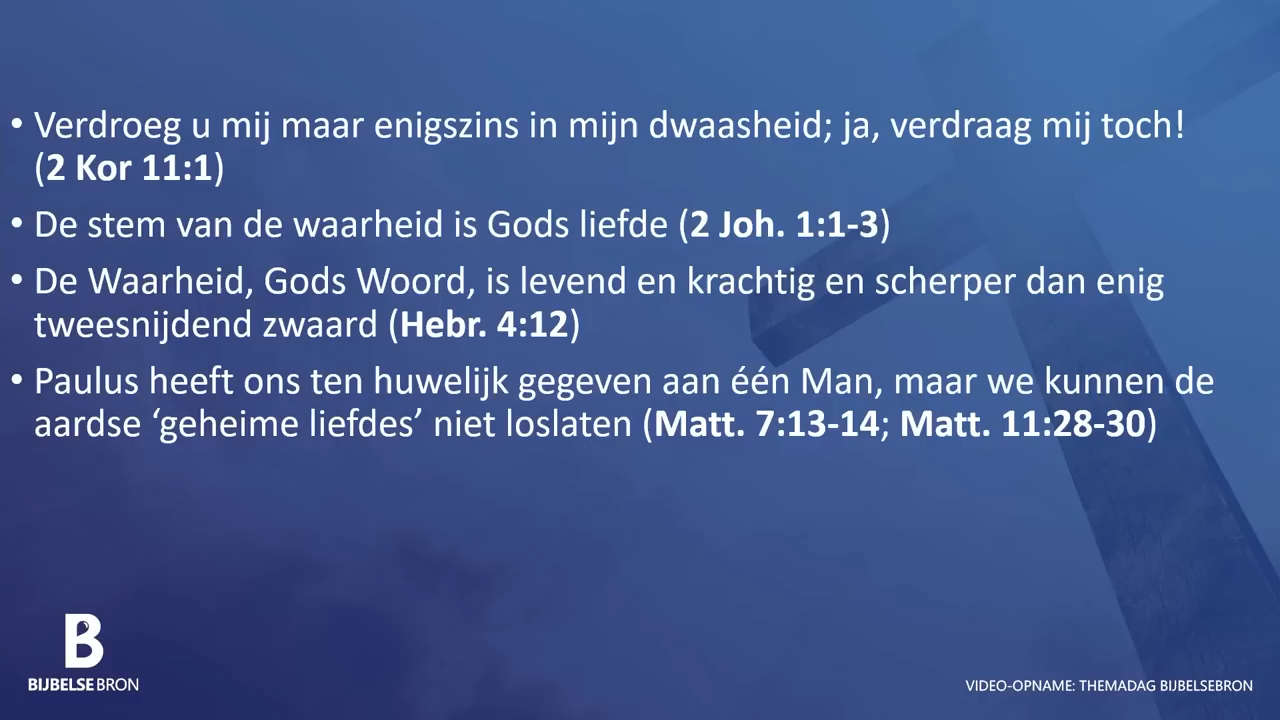 • Verdroeg u mij maar enigszins in mijn dwaasheid; ja, verdraag mij toch!
(2 Kor 11:1)
• De stem van de waarheid is Gods liefde (2 Joh. 1:1-3)
• De Waarheid, Gods Woord, is levend en krachtig en scherper dan enig
tweesnijdend zwaard (Hebr. 4:12)
• Paulus heeft ons ten huwelijk gegeven aan één Man, maar we kunnen de
aardse ‘geheime liefdes’ niet loslaten (Matt. 7:13-14; Matt. 11:28-30)
B
BIJBELSEBRON
VIDEO-OPNAME: THEMADAG BIJBELSEBRON